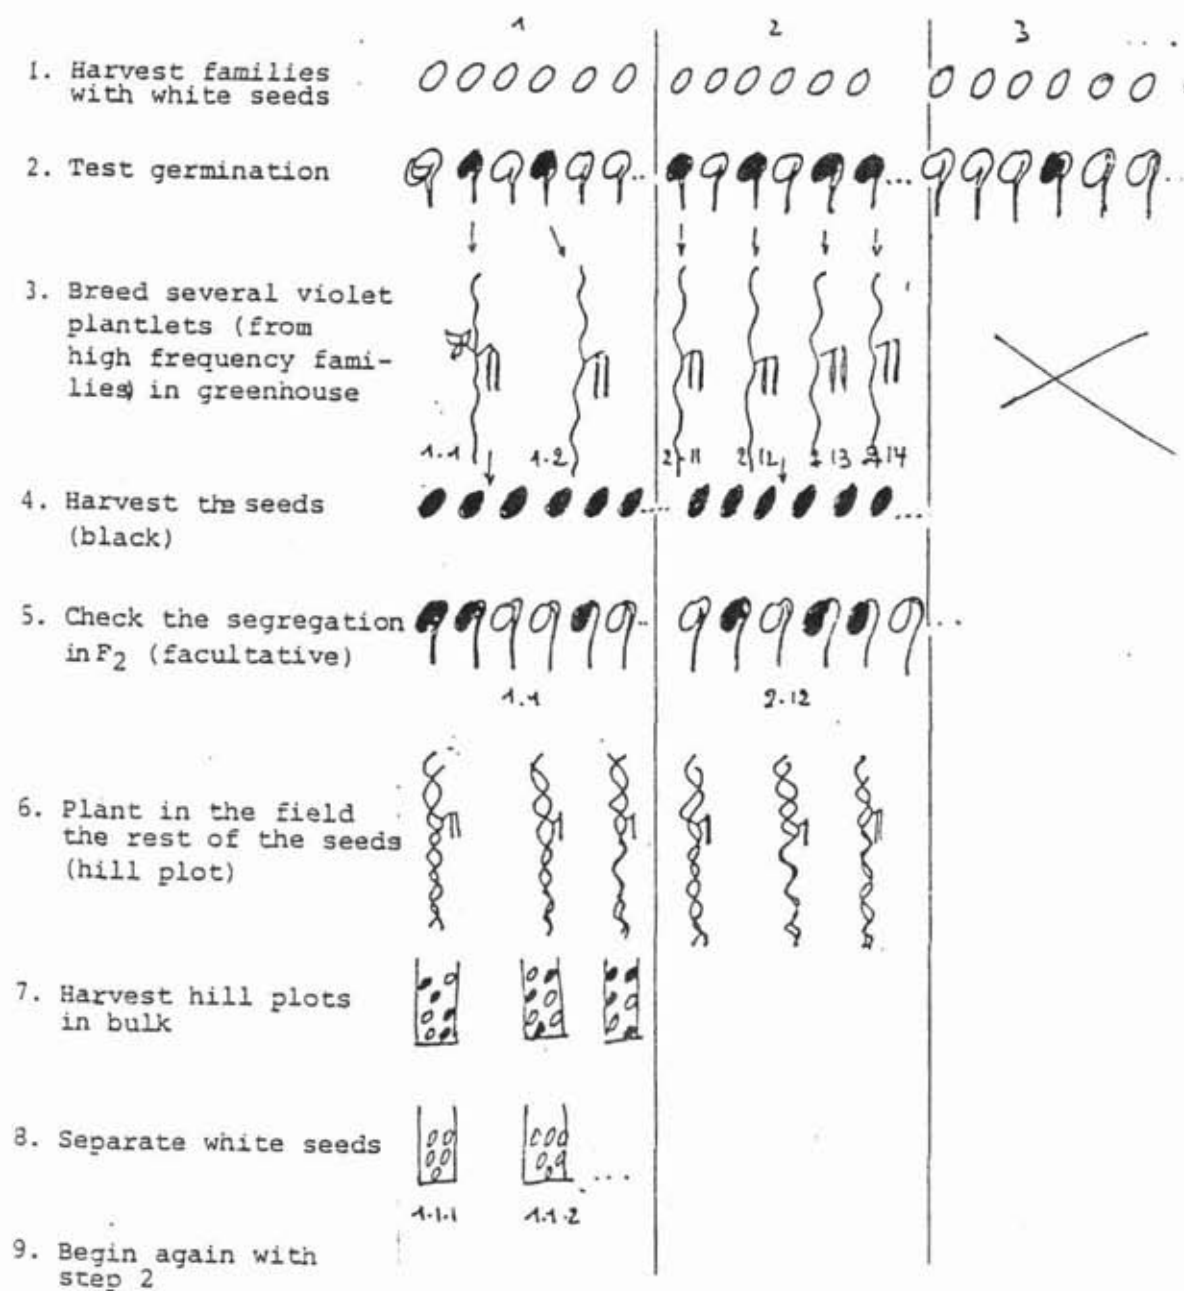 1 2 3 ....
1. Harvest families
with white seeds
2. Test germination
... ... ...
3. Breed several violet
plantlets (from
high frequency fami-
lies) in greenhouse
1.1 1.2 2.11 2.12 2.13 2.14
4. Harvest the seeds
(black)
.... ...
5. Check the segregation
in F2 (facultative)
.. ...
1.1 2.12
6. Plant in the field
the rest of the seeds
(hill plot)
7. Harvest hill plots
in bulk
8. Separate white seeds
....
1.1.1 1.1.2
9. Begin again with
step 2